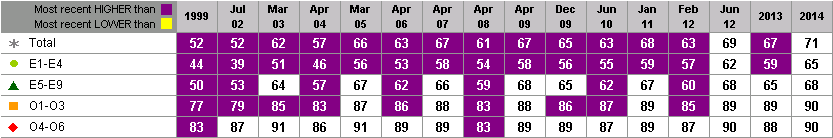 Most recent HIGHER than
Most recent LOWER than
1999 Jul 02 Mar 03 Apr 04 Mar 05 Apr 06 Apr 07 Apr 08 Apr 09 Dec 09 Jun 10 Jan 11 Feb 12 Jun 12 2013 2014
Total 52 52 62 57 66 63 67 61 67 65 63 68 63 69 67 71
E1-E4 44 39 51 46 56 53 58 54 58 56 55 59 57 62 59 65
E5-E9 50 53 64 57 67 62 66 59 68 65 62 67 60 68 65 68
O1-O3 77 79 85 83 87 86 88 83 88 86 87 89 85 89 89 90
O4-O6 83 87 91 86 91 89 89 83 89 89 89 89 87 90 88 90